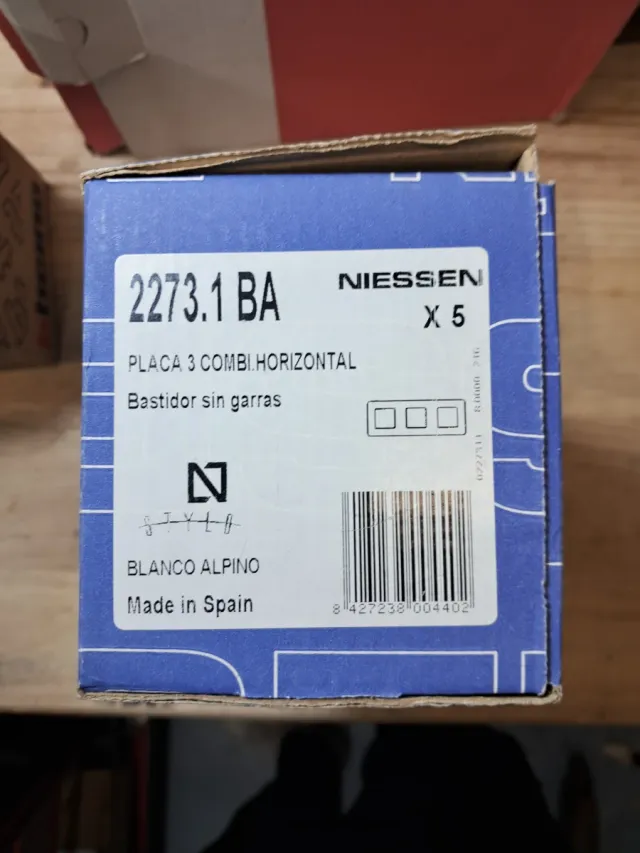 2273.1 BA
NIESSEN
X 5
PLACA 3 COMBI.HORIZONTAL
Bastidor sin garras
N
STYLO
BLANCO ALPINO
Made in Spain
8 427238 004402